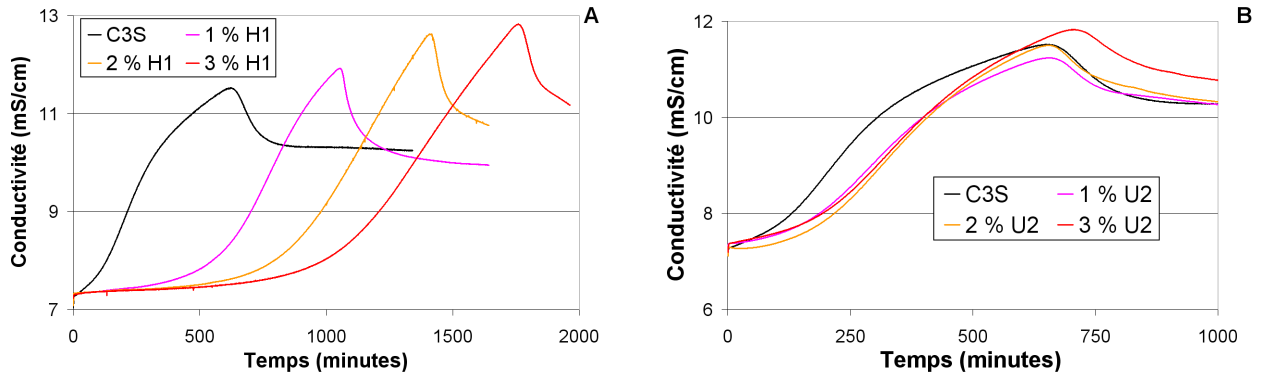 A
13
11
9
7
C3S
1 % H1
2 % H1
3 % H1
0
500
1000
1500
2000
Temps (minutes)
Conductivité (mS/cm)
B
12
10
8
6
C3S
1 % U2
2 % U2
3 % U2
0
250
500
750
1000
Temps (minutes)
Conductivité (mS/cm)